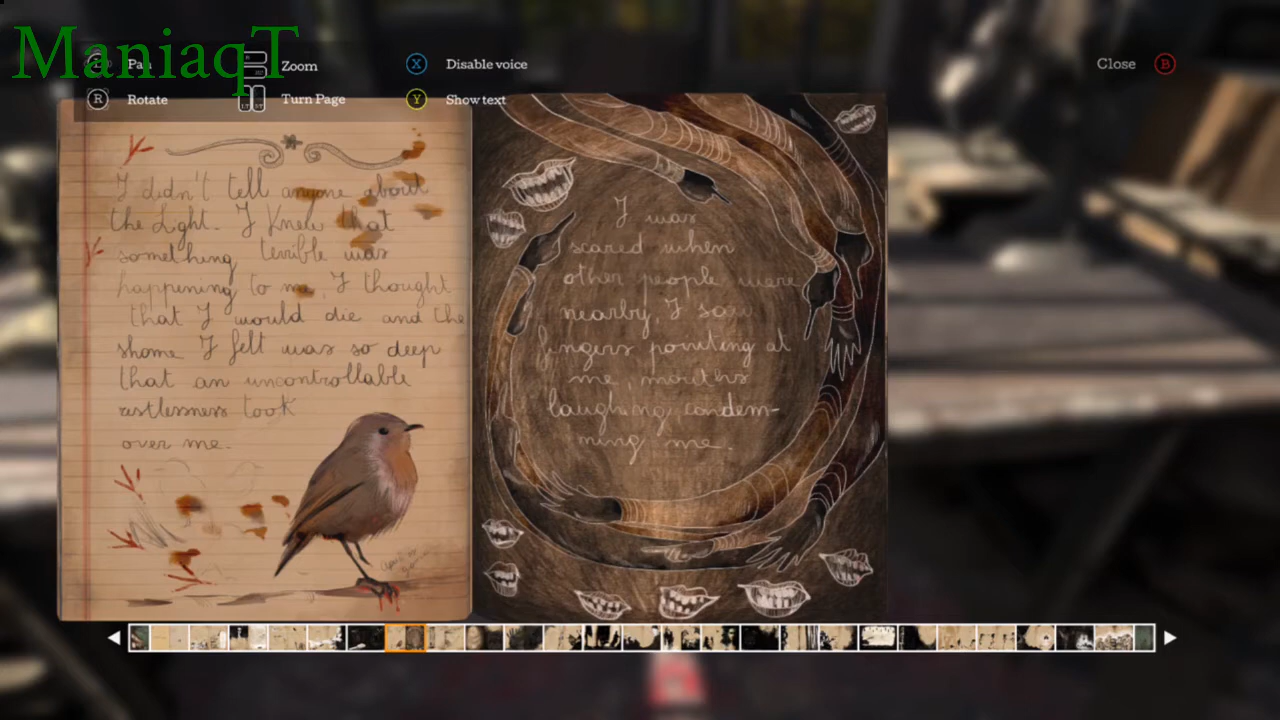 ManiaqT
Pan
Zoom
Disable voice
Close
B
X
R
Rotate
Turn Page
Y
Show text
I didn't tell anyone about
the Light. I knew that
something terrible was
happening to me, I thought
that I would die and the
shame I felt was so deep
that an uncontrollable
restlessness took
over me.
I was
scared when
other people were
nearby, I saw
fingers pointing at
me, mouths
laughing, condem-
ning me.